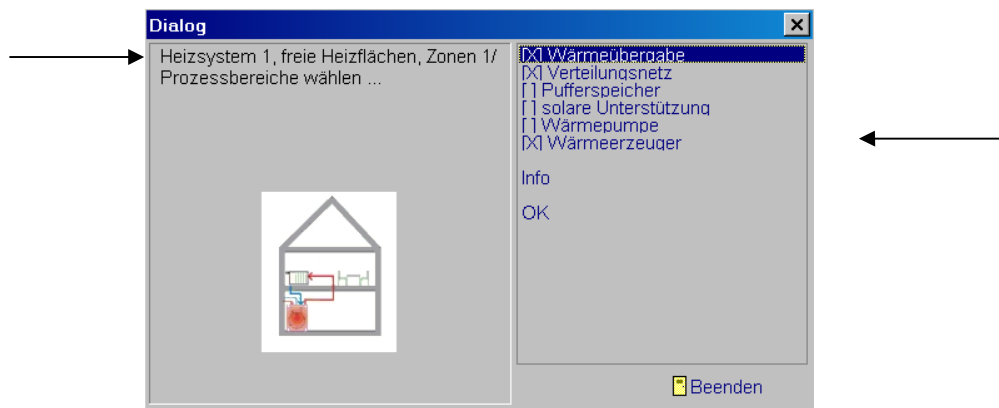 Dialog
Heizsystem 1, freie Heizflächen, Zonen 1/
Prozessbereiche wählen ...
[X] Wärmeübergabe
[X] Verteilungsnetz
[ ] Pufferspeicher
[ ] solare Unterstützung
[ ] Wärmepumpe
[X] Wärmeerzeuger
Info
OK
Beenden